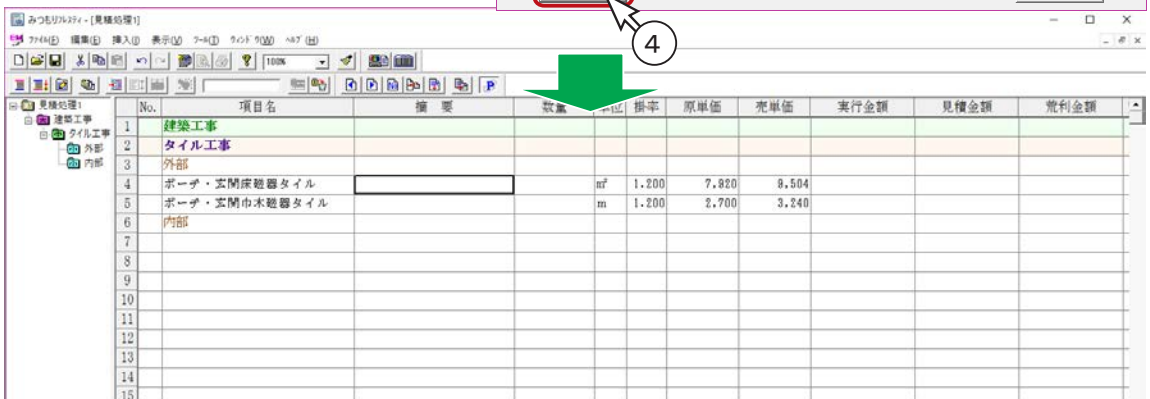 みつもりフルスティ - [見積処理1]
4
ファイル(F) 編集(E) 挿入(I) 表示(V) ツール(T) ウィンドウ(W) ヘルプ(H)
100%
P
見積処理1
建築工事
タイル工事
外部
内部
No. 項目名 摘 要 数量 単位 掛率 原単価 売単価 実行金額 見積金額 荒利金額
1 建築工事
2 タイル工事
3 外部
4 ポーチ・玄関床磁器タイル ㎡ 1.200 7,920 9,504
5 ポーチ・玄関巾木磁器タイル m 1.200 2,700 3,240
6 内部
7
8
9
10
11
12
13
14
15